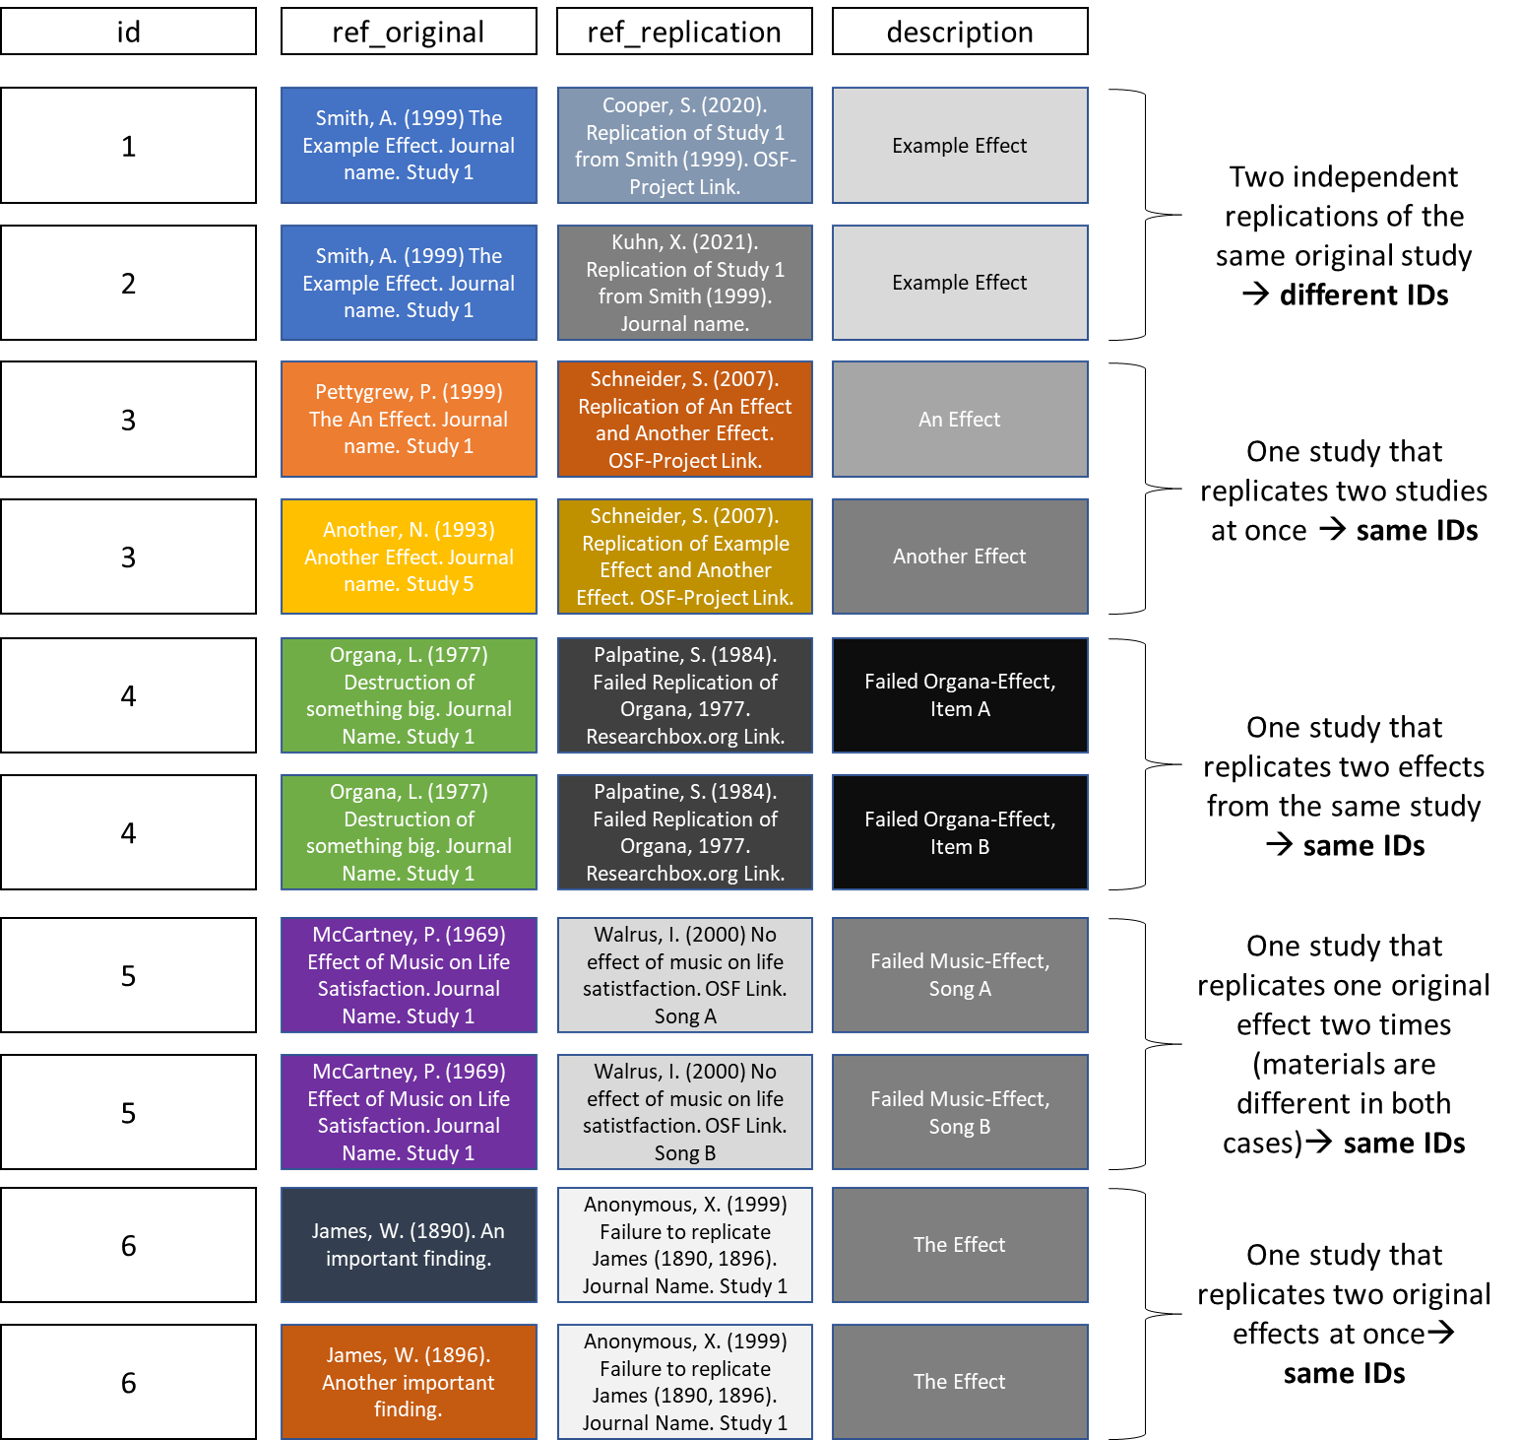 id
ref_original
ref_replication
description
1
Smith, A. (1999) The
Example Effect. Journal
name. Study 1
Cooper, S. (2020).
Replication of Study 1
from Smith (1999). OSF-
Project Link.
Example Effect
2
Smith, A. (1999) The
Example Effect. Journal
name. Study 1
Kuhn, X. (2021).
Replication of Study 1
from Smith (1999).
Journal name.
Example Effect
Two independent
replications of the
same original study
→ different IDs
3
Pettygrew, P. (1999)
The An Effect. Journal
name. Study 1
Schneider, S. (2007).
Replication of An Effect
and Another Effect.
OSF-Project Link.
An Effect
3
Another, N. (1993)
Another Effect. Journal
name. Study 5
Schneider, S. (2007).
Replication of Example
Effect and Another
Effect. OSF-Project Link.
Another Effect
One study that
replicates two studies
at once → same IDs
4
Organa, L. (1977)
Destruction of
something big. Journal
Name. Study 1
Palpatine, S. (1984).
Failed Replication of
Organa, 1977.
Researchbox.org Link.
Failed Organa-Effect,
Item A
4
Organa, L. (1977)
Destruction of
something big. Journal
Name. Study 1
Palpatine, S. (1984).
Failed Replication of
Organa, 1977.
Researchbox.org Link.
Failed Organa-Effect,
Item B
One study that
replicates two effects
from the same study
→ same IDs
5
McCartney, P. (1969)
Effect of Music on Life
Satisfaction. Journal
Name. Study 1
Walrus, I. (2000) No
effect of music on life
satistfaction. OSF Link.
Song A
Failed Music-Effect,
Song A
5
McCartney, P. (1969)
Effect of Music on Life
Satisfaction. Journal
Name. Study 1
Walrus, I. (2000) No
effect of music on life
satistfaction. OSF Link.
Song B
Failed Music-Effect,
Song B
One study that
replicates one original
effect two times
(materials are
different in both
cases)→ same IDs
6
James, W. (1890). An
important finding.
Anonymous, X. (1999)
Failure to replicate
James (1890, 1896).
Journal Name. Study 1
The Effect
6
James, W. (1896).
Another important
finding.
Anonymous, X. (1999)
Failure to replicate
James (1890, 1896).
Journal Name. Study 1
The Effect
One study that
replicates two original
effects at once→
same IDs